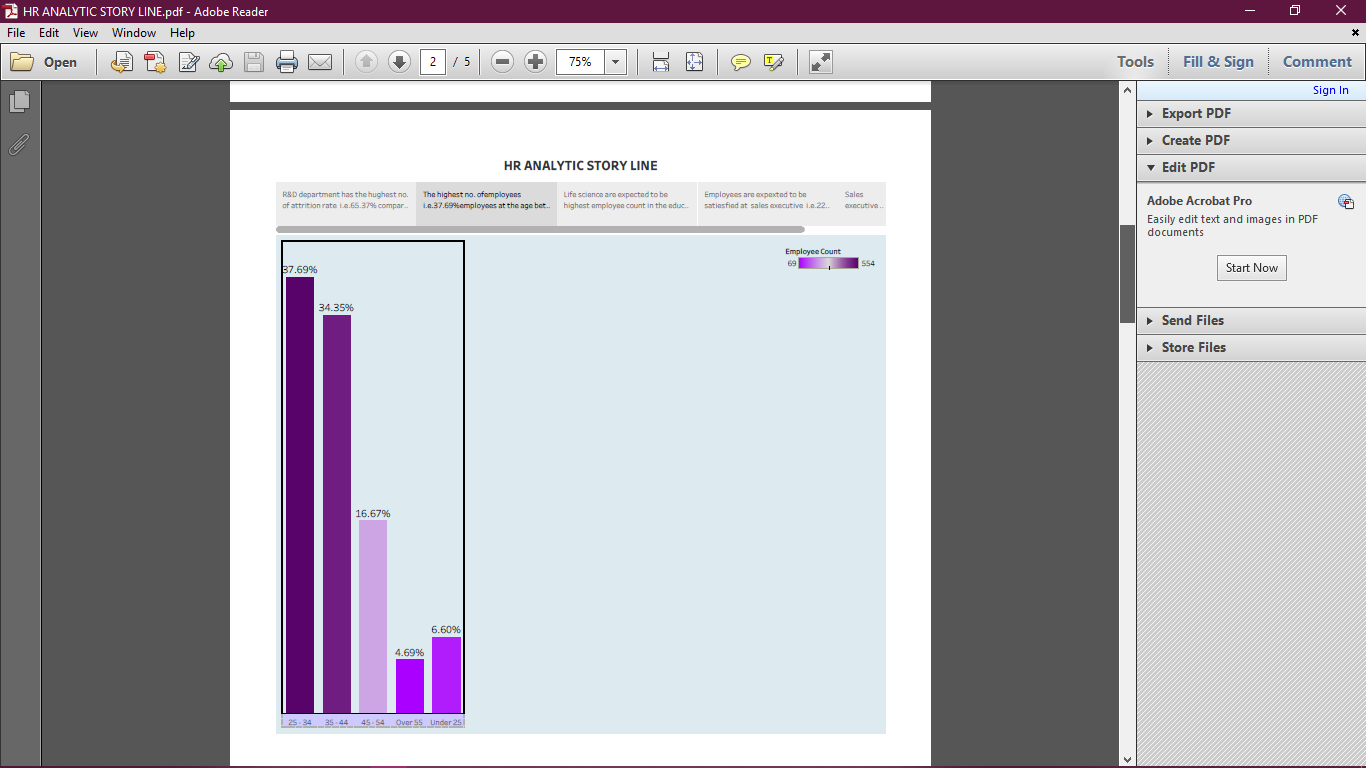 HR ANALYTIC STORY LINE.pdf - Adobe Reader
File Edit View Window Help
Open 2 / 5 75% Tools Fill & Sign Comment
Sign In
Export PDF
Create PDF
Edit PDF
Adobe Acrobat Pro
Easily edit text and images in PDF
documents
Start Now
Send Files
Store Files
HR ANALYTIC STORY LINE
R&D department has the hughest no.
of attrition rate i.e.65.37% compar..
The highest no. ofemployees
i.e.37.69%employees at the age bet..
Life science are expected to be
highest employee count in the educ..
Employees are expexted to be
satiesfied at sales executive i.e.22..
Sales
executive ..
Employee Count
69 554
37.69%
34.35%
16.67%
4.69%
6.60%
25 - 34 35 - 44 45 - 54 Over 55 Under 25